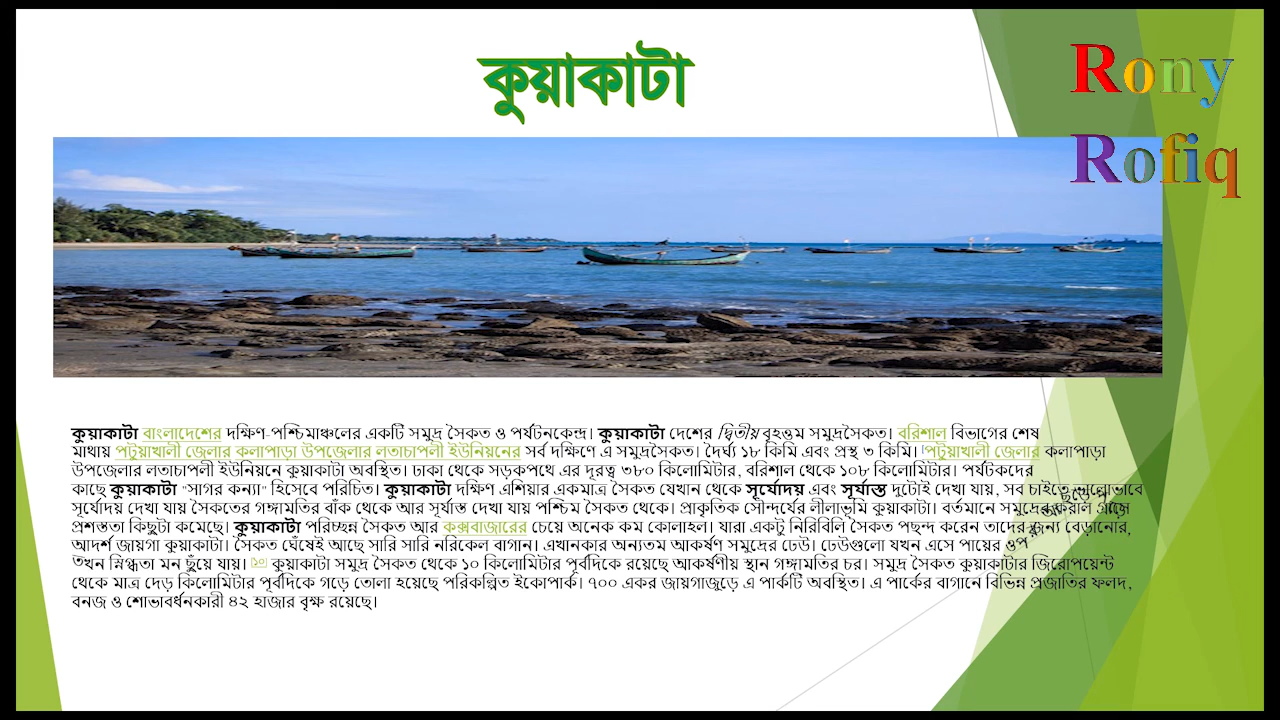 কুয়াকাটা
Rony
Rofiq
কুয়াকাটা বাংলাদেশের দক্ষিণ-পশ্চিমাঞ্চলের একটি সমুদ্র সৈকত ও পর্যটনকেন্দ্র। কুয়াকাটা দেশের দ্বিতীয় বৃহত্তম সমুদ্রসৈকত। বরিশাল বিভাগের শেষ
মাথায় পটুয়াখালী জেলার কলাপাড়া উপজেলার লতাচাপলী ইউনিয়নের সর্ব দক্ষিণে এ সমুদ্রসৈকত। দৈর্ঘ্য ১৮ কিমি এবং প্রস্থ ৩ কিমি। পটুয়াখালী জেলার কলাপাড়া
উপজেলার লতাচাপলী ইউনিয়নে কুয়াকাটা অবস্থিত। ঢাকা থেকে সড়কপথে এর দূরত্ব ৩৮০ কিলোমিটার, বরিশাল থেকে ১০৮ কিলোমিটার। পর্যটকদের
কাছে কুয়াকাটা "সাগর কন্যা" হিসেবে পরিচিত। কুয়াকাটা দক্ষিণ এশিয়ার একমাত্র সৈকত যেখান থেকে সূর্যোদয় এবং সূর্যাস্ত দুটোই দেখা যায়, সব চাইতে ভালোভাবে
সূর্যোদয় দেখা যায় সৈকতের গঙ্গামতির বাঁক থেকে আর সূর্যাস্ত দেখা যায় পশ্চিম সৈকত থেকে। প্রাকৃতিক সৌন্দর্যের লীলাভূমি কুয়াকাটা। বর্তমানে সমুদ্রের করাল গ্রাসে
প্রশস্ততা কিছুটা কমেছে। কুয়াকাটা পরিচ্ছন্ন সৈকত আর কক্সবাজারের চেয়ে অনেক কম কোলাহল। যারা একটু নিরিবিলি সৈকত পছন্দ করেন তাদের জন্য বেড়ানোর,
আদর্শ জায়গা কুয়াকাটা। সৈকত ঘেঁষেই আছে সারি সারি নরিকেল বাগান। এখানকার অন্যতম আকর্ষণ সমুদ্রের ঢেউ। ঢেউগুলো যখন এসে পায়ের ওপ
তখন স্নিগ্ধতা মন ছুঁয়ে যায়। [১০] কুয়াকাটা সমুদ্র সৈকত থেকে ১০ কিলোমিটার পূর্বদিকে রয়েছে আকর্ষণীয় স্থান গঙ্গামতির চর। সমুদ্র সৈকত কুয়াকাটার জিরোপয়েন্ট
থেকে মাত্র দেড় কিলোমিটার পূর্বদিকে গড়ে তোলা হয়েছে পরিকল্পিত ইকোপার্ক। ৭০০ একর জায়গাজুড়ে এ পার্কটি অবস্থিত। এ পার্কের বাগানে বিভিন্ন প্রজাতির ফলদ,
বনজ ও শোভাবর্ধনকারী ৪২ হাজার বৃক্ষ রয়েছে।